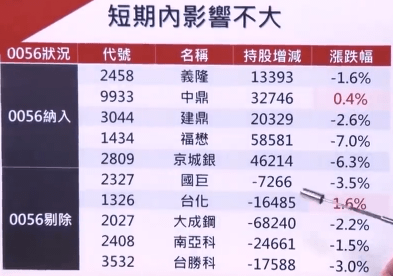 短期內影響不大
0056狀況 代號 名稱 持股增減 漲跌幅
0056納入
2458 義隆 13393 -1.6%
9933 中鼎 32746 0.4%
3044 建鼎 20329 -2.6%
1434 福懋 58581 -7.0%
2809 京城銀 46214 -6.3%
0056剔除
2327 國巨 -7266 -3.5%
1326 台化 -16485 1.6%
2027 大成鋼 -68240 -2.2%
2408 南亞科 -24661 -1.5%
3532 台勝科 -17588 -3.0%